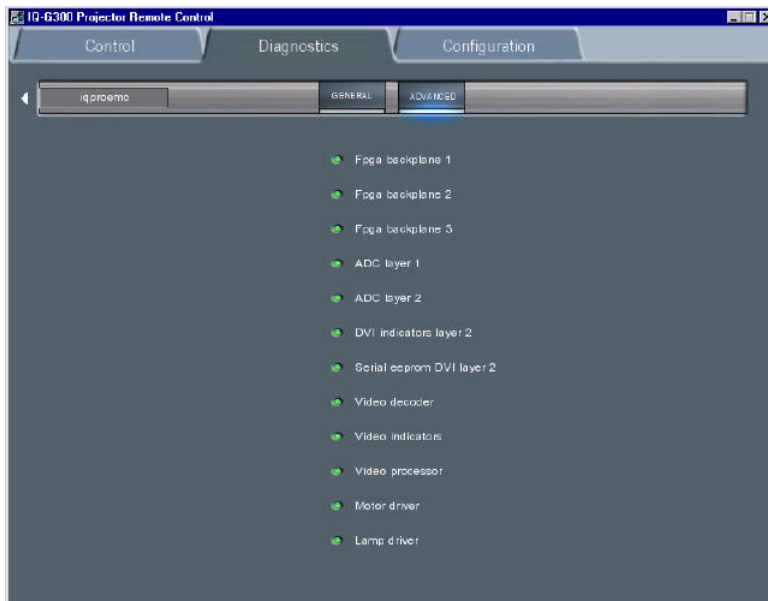 IQ-G300 Projector Remote Control
Control Diagnostics Configuration
iqproemc GENERAL ADVANCED
Fpga backplane 1
Fpga backplane 2
Fpga backplane 3
ADC layer 1
ADC layer 2
DVI indicators layer 2
Serial eeprom DVI layer 2
Video decoder
Video indicators
Video processor
Motor driver
Lamp driver